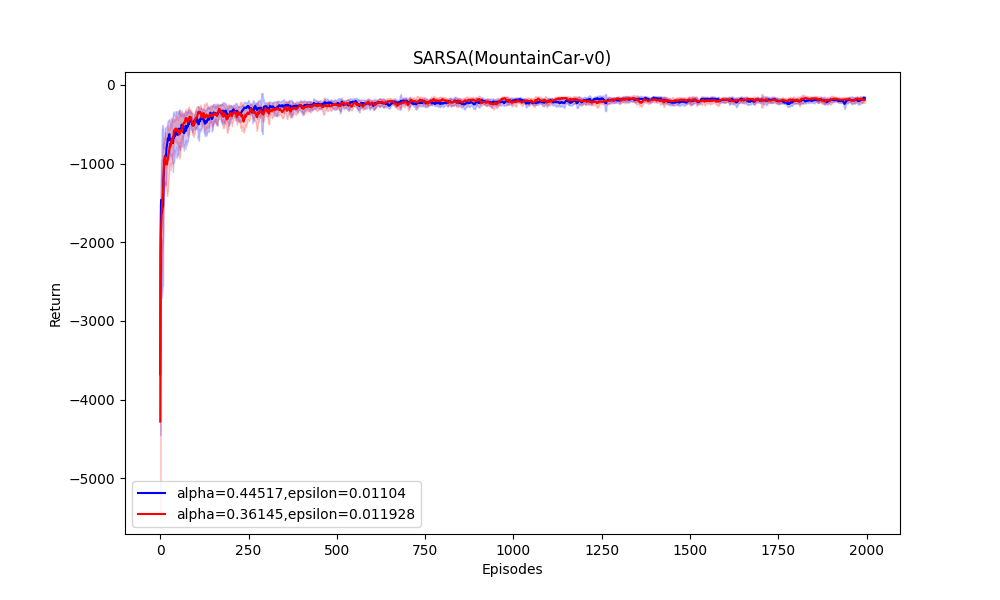 SARSA(MountainCar-v0)
0
−1000
−2000
−3000
−4000
−5000
Return
alpha=0.44517,epsilon=0.01104
alpha=0.36145,epsilon=0.011928
0 250 500 750 1000 1250 1500 1750 2000
Episodes